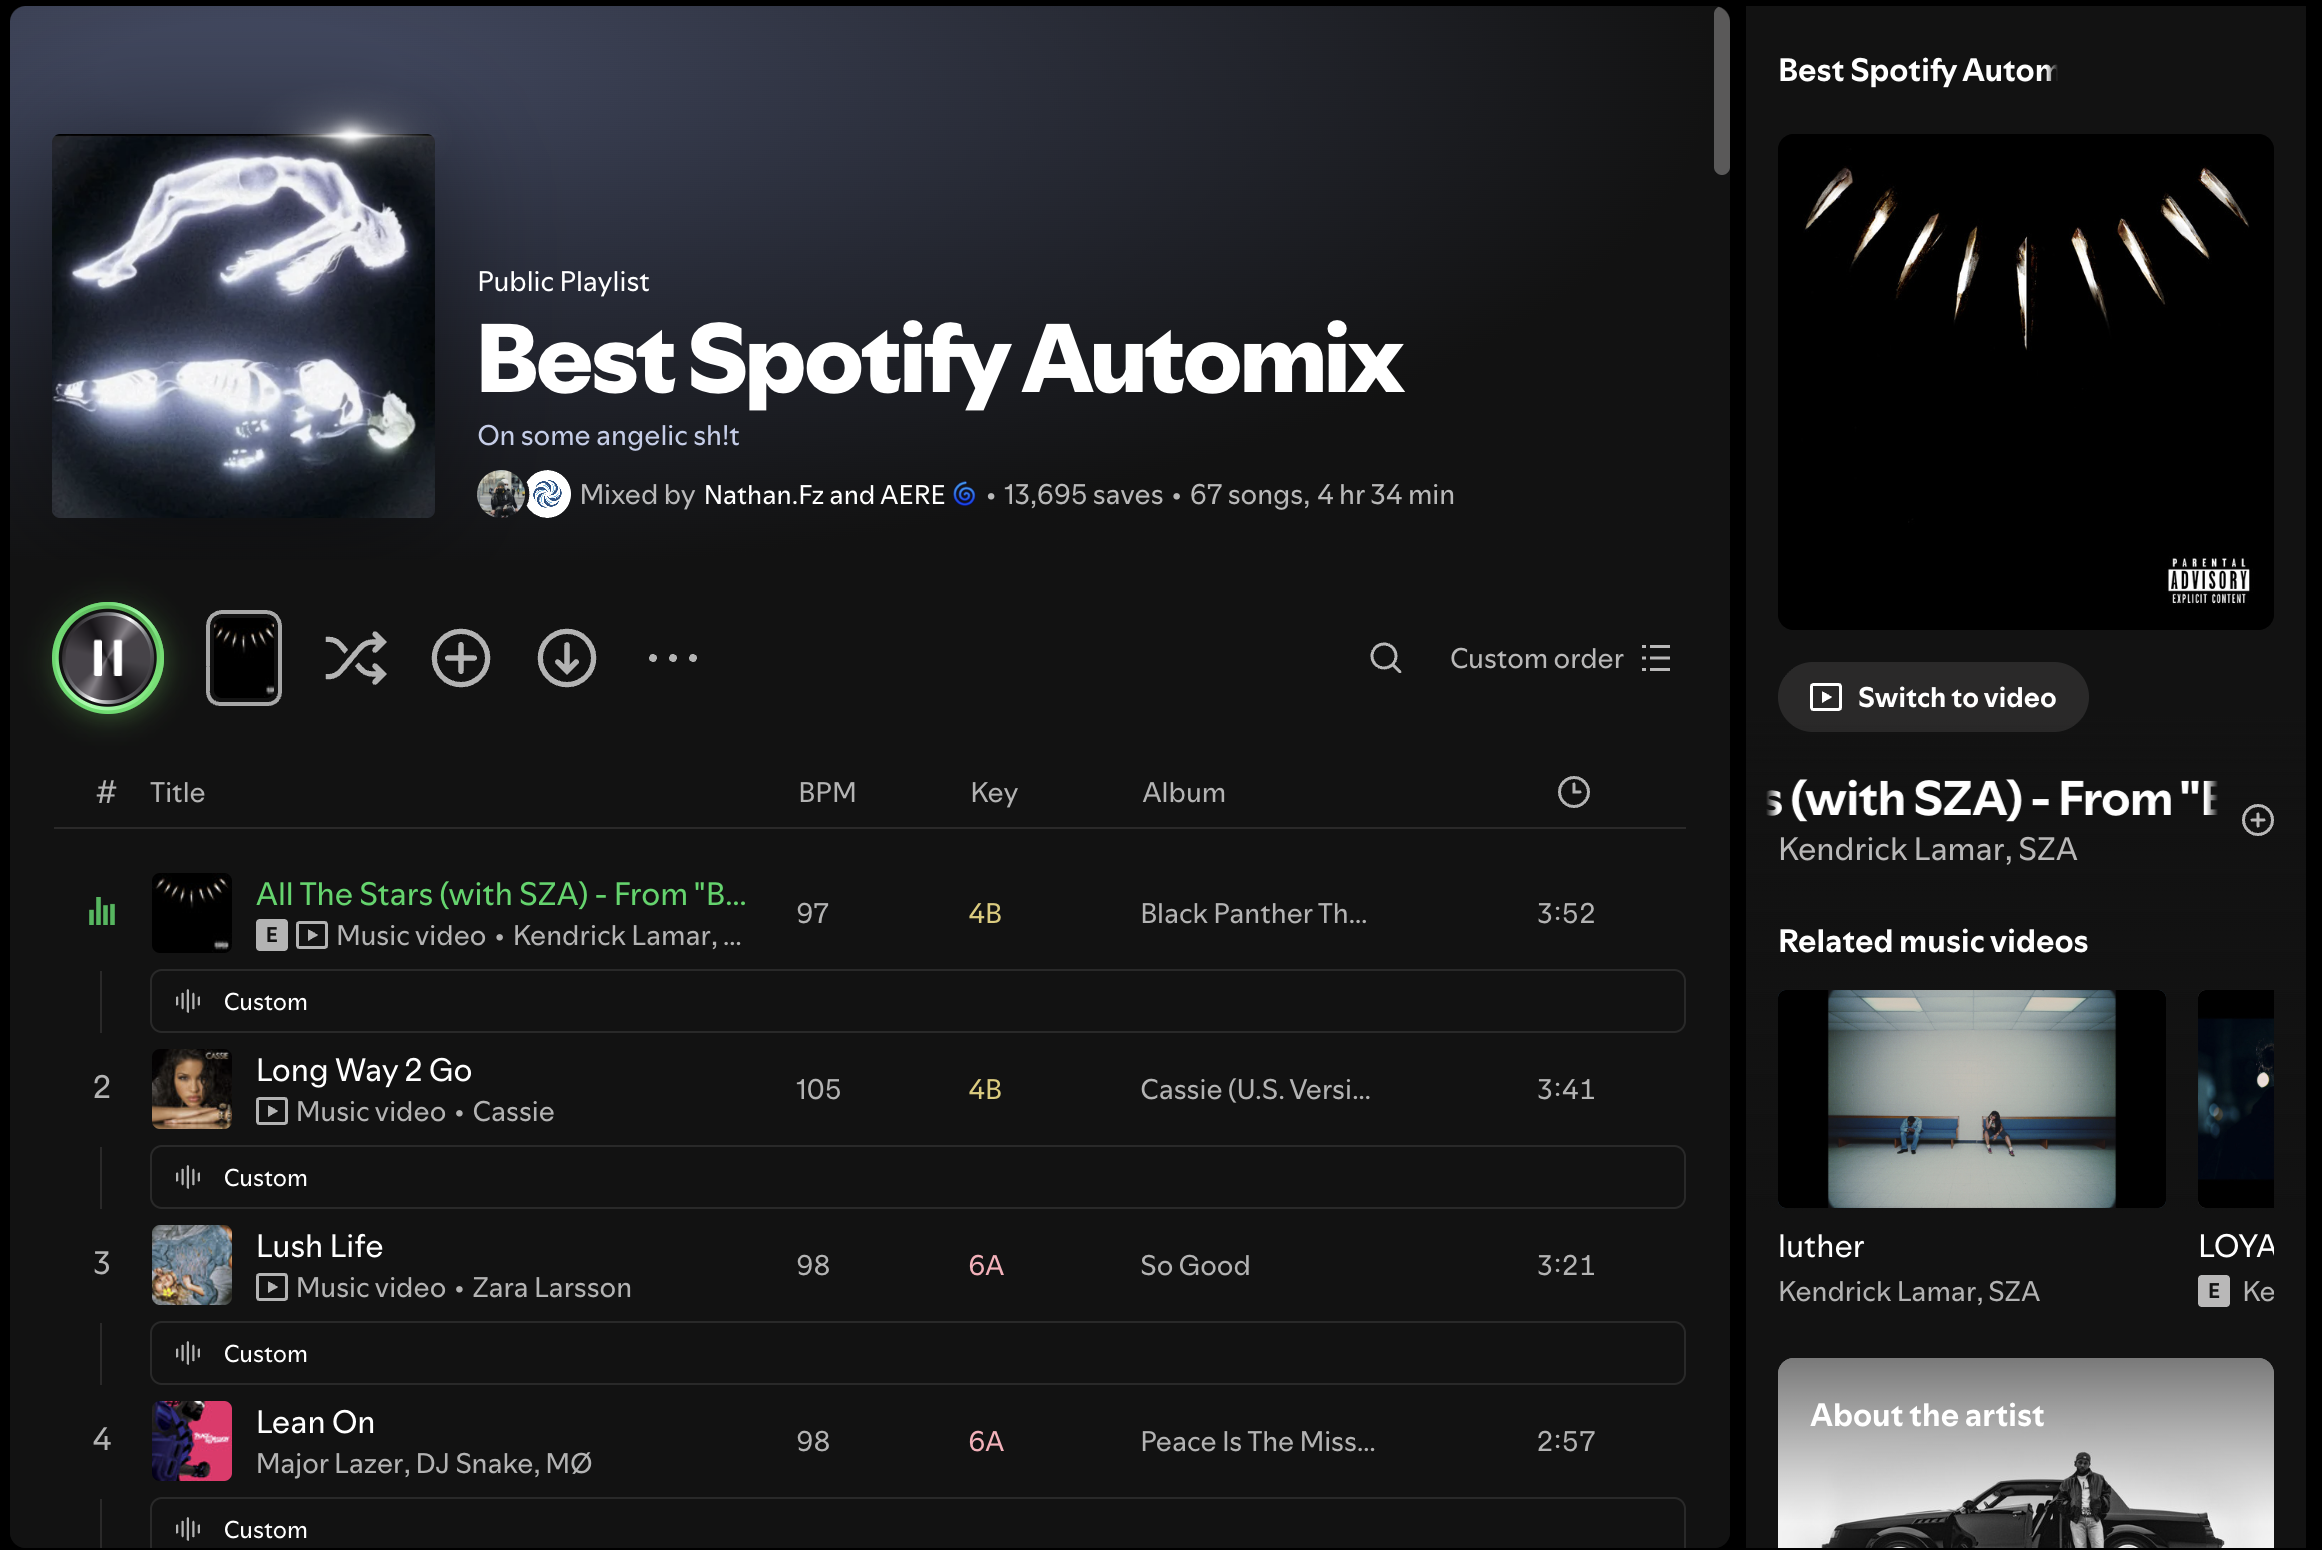 Public Playlist
Best Spotify Automix
On some angelic sh!t
Mixed by Nathan.Fz and AERE 🌀 • 13,695 saves • 67 songs, 4 hr 34 min
Custom order
# Title BPM Key Album
All The Stars (with SZA) - From "B...
E Music video • Kendrick Lamar, ...
97 4B Black Panther Th... 3:52
Custom
2 Long Way 2 Go
Music video • Cassie
105 4B Cassie (U.S. Versi... 3:41
Custom
3 Lush Life
Music video • Zara Larsson
98 6A So Good 3:21
Custom
4 Lean On
Major Lazer, DJ Snake, MØ
98 6A Peace Is The Miss... 2:57
Custom
Best Spotify Autom
PARENTAL
ADVISORY
EXPLICIT CONTENT
Switch to video
s (with SZA) - From "B
Kendrick Lamar, SZA
Related music videos
luther
Kendrick Lamar, SZA
LOYA
E Ke
About the artist
CASSIE